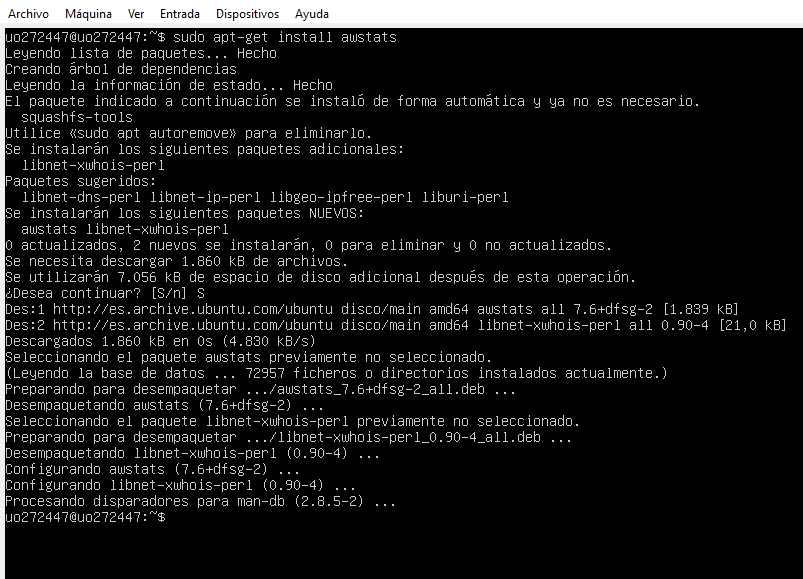 Archivo Máquina Ver Entrada Dispositivos Ayuda
uo272447@uo272447:~$ sudo apt-get install awstats
Leyendo lista de paquetes... Hecho
Creando árbol de dependencias
Leyendo la información de estado... Hecho
El paquete indicado a continuación se instaló de forma automática y ya no es necesario.
  squashfs-tools
Utilice «sudo apt autoremove» para eliminarlo.
Se instalarán los siguientes paquetes adicionales:
  libnet-xwhois-perl
Paquetes sugeridos:
  libnet-dns-perl libnet-ip-perl libgeo-ipfree-perl liburi-perl
Se instalarán los siguientes paquetes NUEVOS:
  awstats libnet-xwhois-perl
0 actualizados, 2 nuevos se instalarán, 0 para eliminar y 0 no actualizados.
Se necesita descargar 1.860 kB de archivos.
Se utilizarán 7.056 kB de espacio de disco adicional después de esta operación.
¿Desea continuar? [S/n] S
Des:1 http://es.archive.ubuntu.com/ubuntu disco/main amd64 awstats all 7.6+dfsg-2 [1.839 kB]
Des:2 http://es.archive.ubuntu.com/ubuntu disco/main amd64 libnet-xwhois-perl all 0.90-4 [21,0 kB]
Descargados 1.860 kB en 0s (4.830 kB/s)
Seleccionando el paquete awstats previamente no seleccionado.
(Leyendo la base de datos ... 72957 ficheros o directorios instalados actualmente.)
Preparando para desempaquetar .../awstats_7.6+dfsg-2_all.deb ...
Desempaquetando awstats (7.6+dfsg-2) ...
Seleccionando el paquete libnet-xwhois-perl previamente no seleccionado.
Preparando para desempaquetar .../libnet-xwhois-perl_0.90-4_all.deb ...
Desempaquetando libnet-xwhois-perl (0.90-4) ...
Configurando awstats (7.6+dfsg-2) ...
Configurando libnet-xwhois-perl (0.90-4) ...
Procesando disparadores para man-db (2.8.5-2) ...
uo272447@uo272447:~$